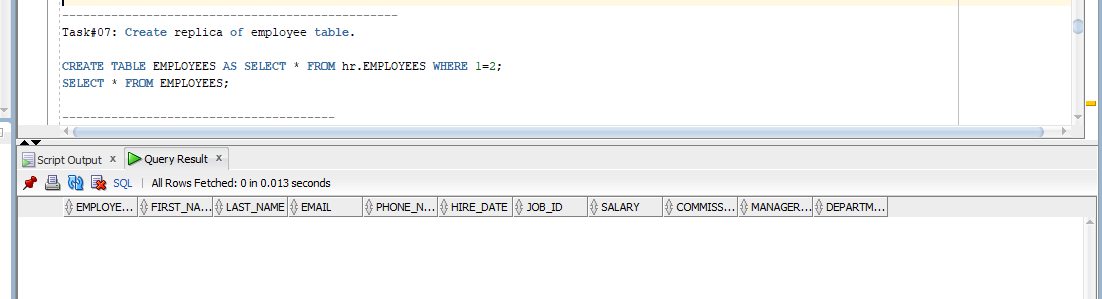 ---------------------------------------------
Task#07: Create replica of employee table.
CREATE TABLE EMPLOYEES AS SELECT * FROM hr.EMPLOYEES WHERE 1=2;
SELECT * FROM EMPLOYEES;
------------------------------------
Script Output x Query Result x
SQL | All Rows Fetched: 0 in 0.013 seconds
EMPLOYE... FIRST_NA... LAST_NAME EMAIL PHONE_N... HIRE_DATE JOB_ID SALARY COMMISS... MANAGER... DEPARTM...